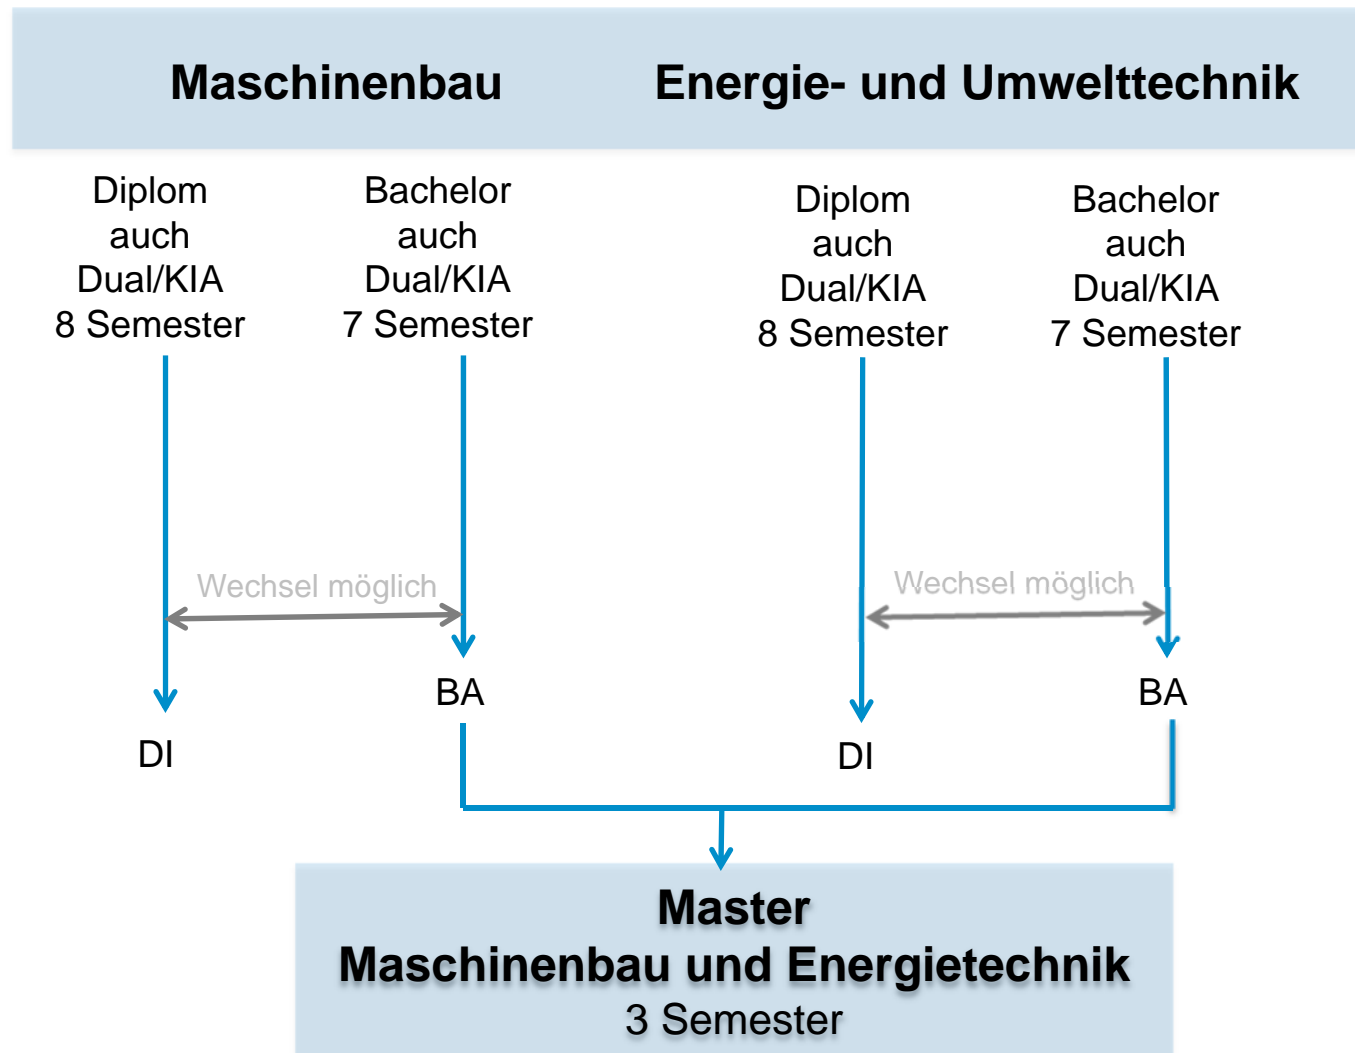 Maschinenbau
Energie- und Umwelttechnik
Diplom
auch
Dual/KIA
8 Semester
Bachelor
auch
Dual/KIA
7 Semester
Diplom
auch
Dual/KIA
8 Semester
Bachelor
auch
Dual/KIA
7 Semester
Wechsel möglich
Wechsel möglich
BA
BA
DI
DI
Master
Maschinenbau und Energietechnik
3 Semester